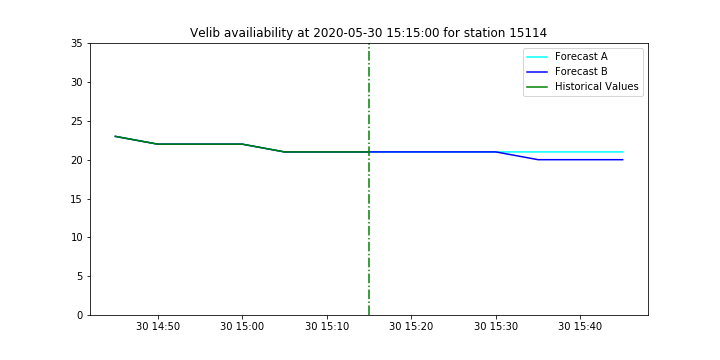 Velib availiability at 2020-05-30 15:15:00 for station 15114
35
30
25
20
15
10
5
0
Forecast A
Forecast B
Historical Values
30 14:50 30 15:00 30 15:10 30 15:20 30 15:30 30 15:40